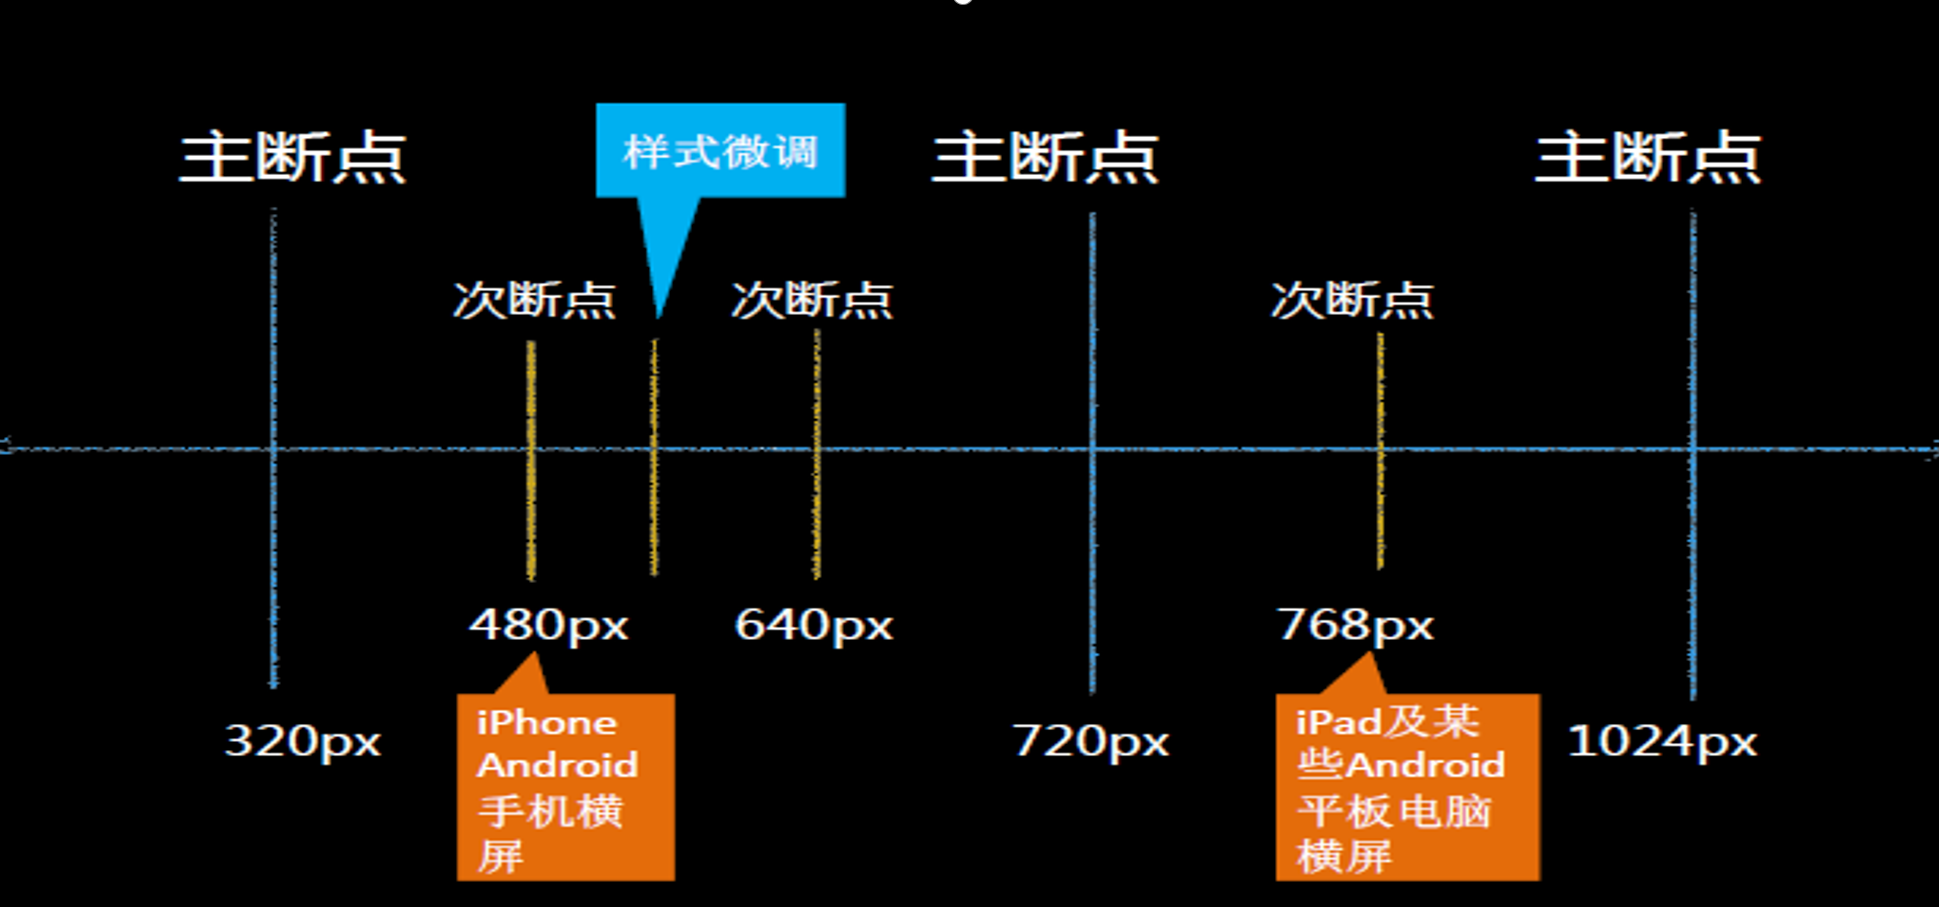 主断点
样式微调
主断点
主断点
次断点
次断点
次断点
480px
640px
768px
320px
iPhone
Android
手机横
屏
720px
iPad及某
些Android
平板电脑
横屏
1024px